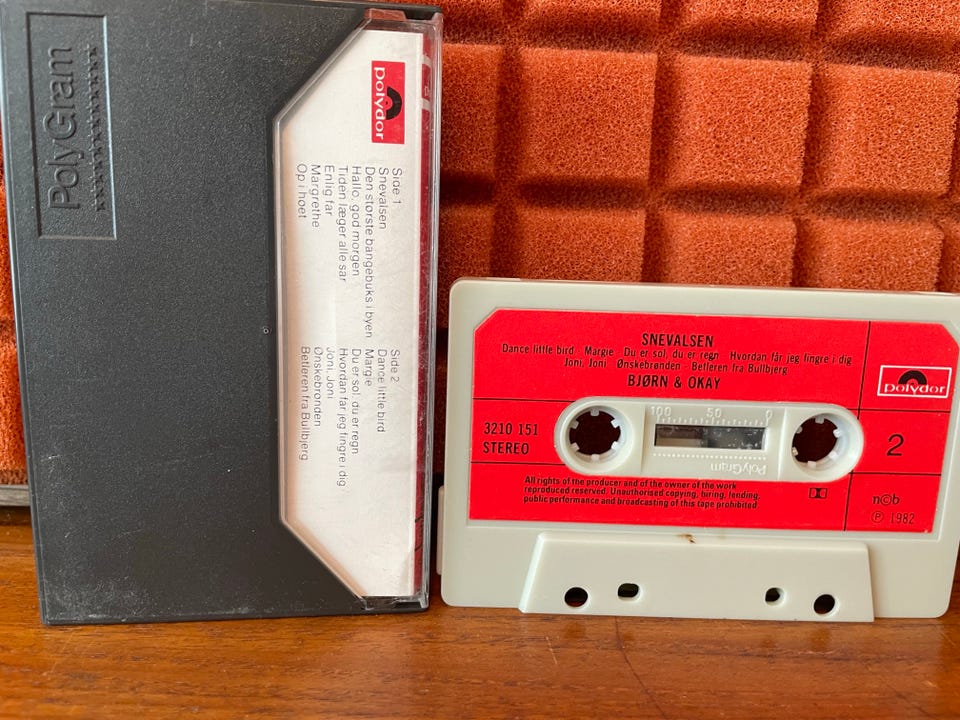 PolyGram
polydor
Side 1
Snevalsen
Den største bangebuks i byen
Hallo, god morgen
Tiden læger alle sår
Enlig far
Margrethe
Op i høet
Side 2
Dance little bird
Margie
Du er sol, du er regn
Hvordan får jeg fingre i dig
Joni, Joni
Ønskebrønden
Betleren fra Bullbjerg
SNEVALSEN
Dance little bird · Margie · Du er sol, du er regn · Hvordan får jeg fingre i dig
Joni, Joni · Ønskebrønden · Betleren fra Bullbjerg
BJØRN & OKAY
polydor
3210 151
STEREO
100 50 0
PolyGram
2
All rights of the producer and of the owner of the work
reproduced reserved. Unauthorised copying, hiring, lending,
public performance and broadcasting of this tape prohibited.
n©b
℗ 1982